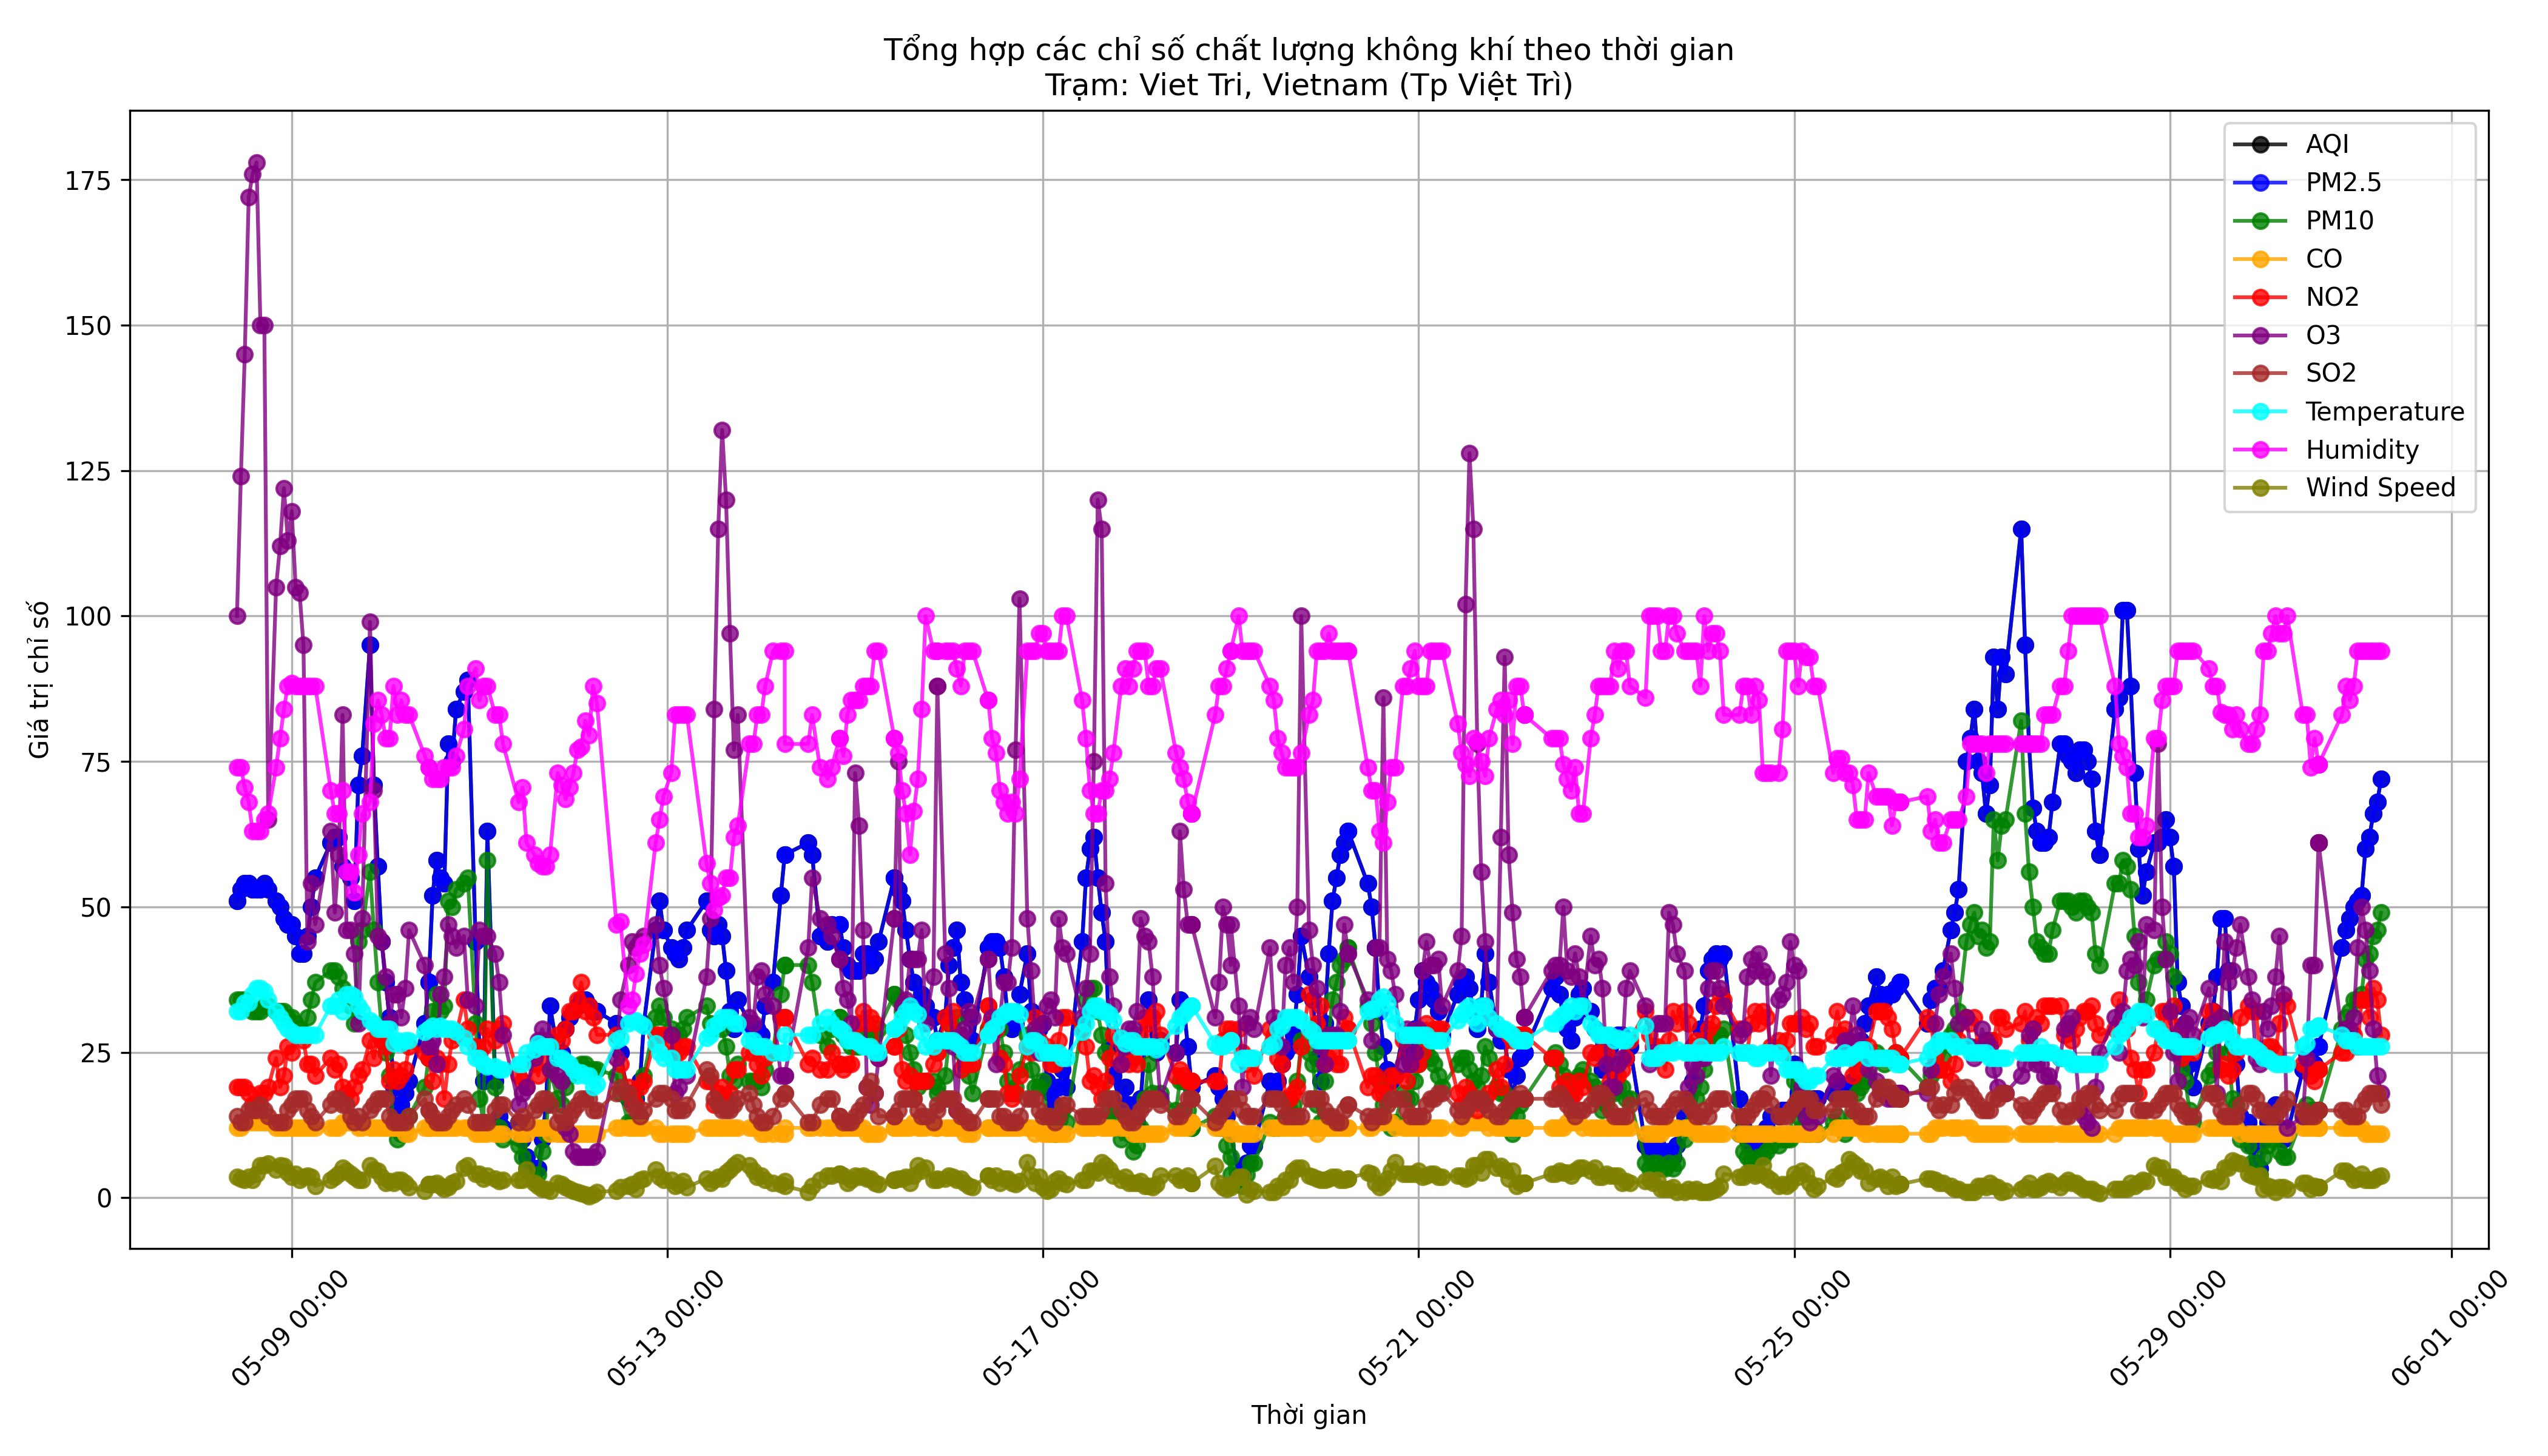 Tổng hợp các chỉ số chất lượng không khí theo thời gian
Trạm: Viet Tri, Vietnam (Tp Việt Trì)
AQI
PM2.5
PM10
CO
NO2
O3
SO2
Temperature
Humidity
Wind Speed
Giá trị chỉ số
175
150
125
100
75
50
25
0
05-09 00:00
05-13 00:00
05-17 00:00
05-21 00:00
05-25 00:00
05-29 00:00
06-01 00:00
Thời gian